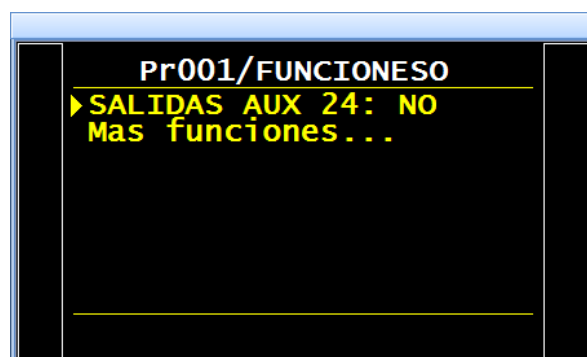 Pr001/FUNCIONESO
SALIDAS AUX 24: NO
Mas funciones...